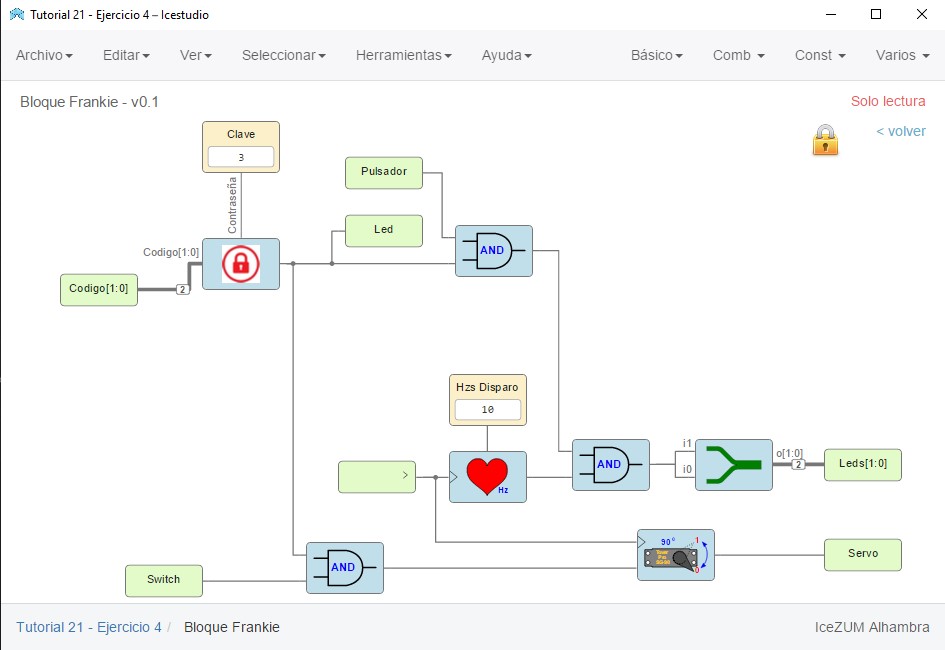 Tutorial 21 - Ejercicio 4 – Icestudio
Archivo Editar Ver Seleccionar Herramientas Ayuda Básico Comb Const Varios
Bloque Frankie - v0.1
Solo lectura
< volver
Clave
3
Contraseña
Pulsador
Led
AND
Codigo[1:0]
Codigo[1:0]
2
Hzs Disparo
10
Hz
AND
i1
i0
o[1:0]
2
Leds[1:0]
90°
1
0
Servo
AND
Switch
Tutorial 21 - Ejercicio 4 / Bloque Frankie
IceZUM Alhambra